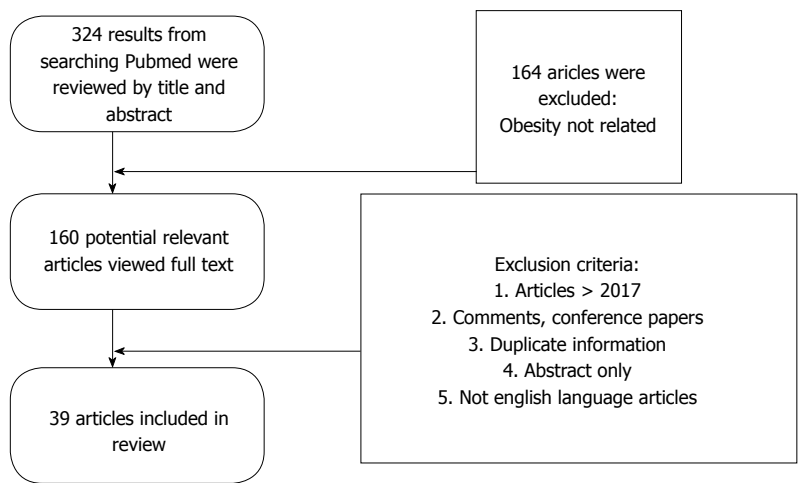 324 results from
searching Pubmed were
reviewed by title and
abstract
164 aricles were
excluded:
Obesity not related
160 potential relevant
articles viewed full text
Exclusion criteria:
1. Articles > 2017
2. Comments, conference papers
3. Duplicate information
4. Abstract only
5. Not english language articles
39 articles included in
review